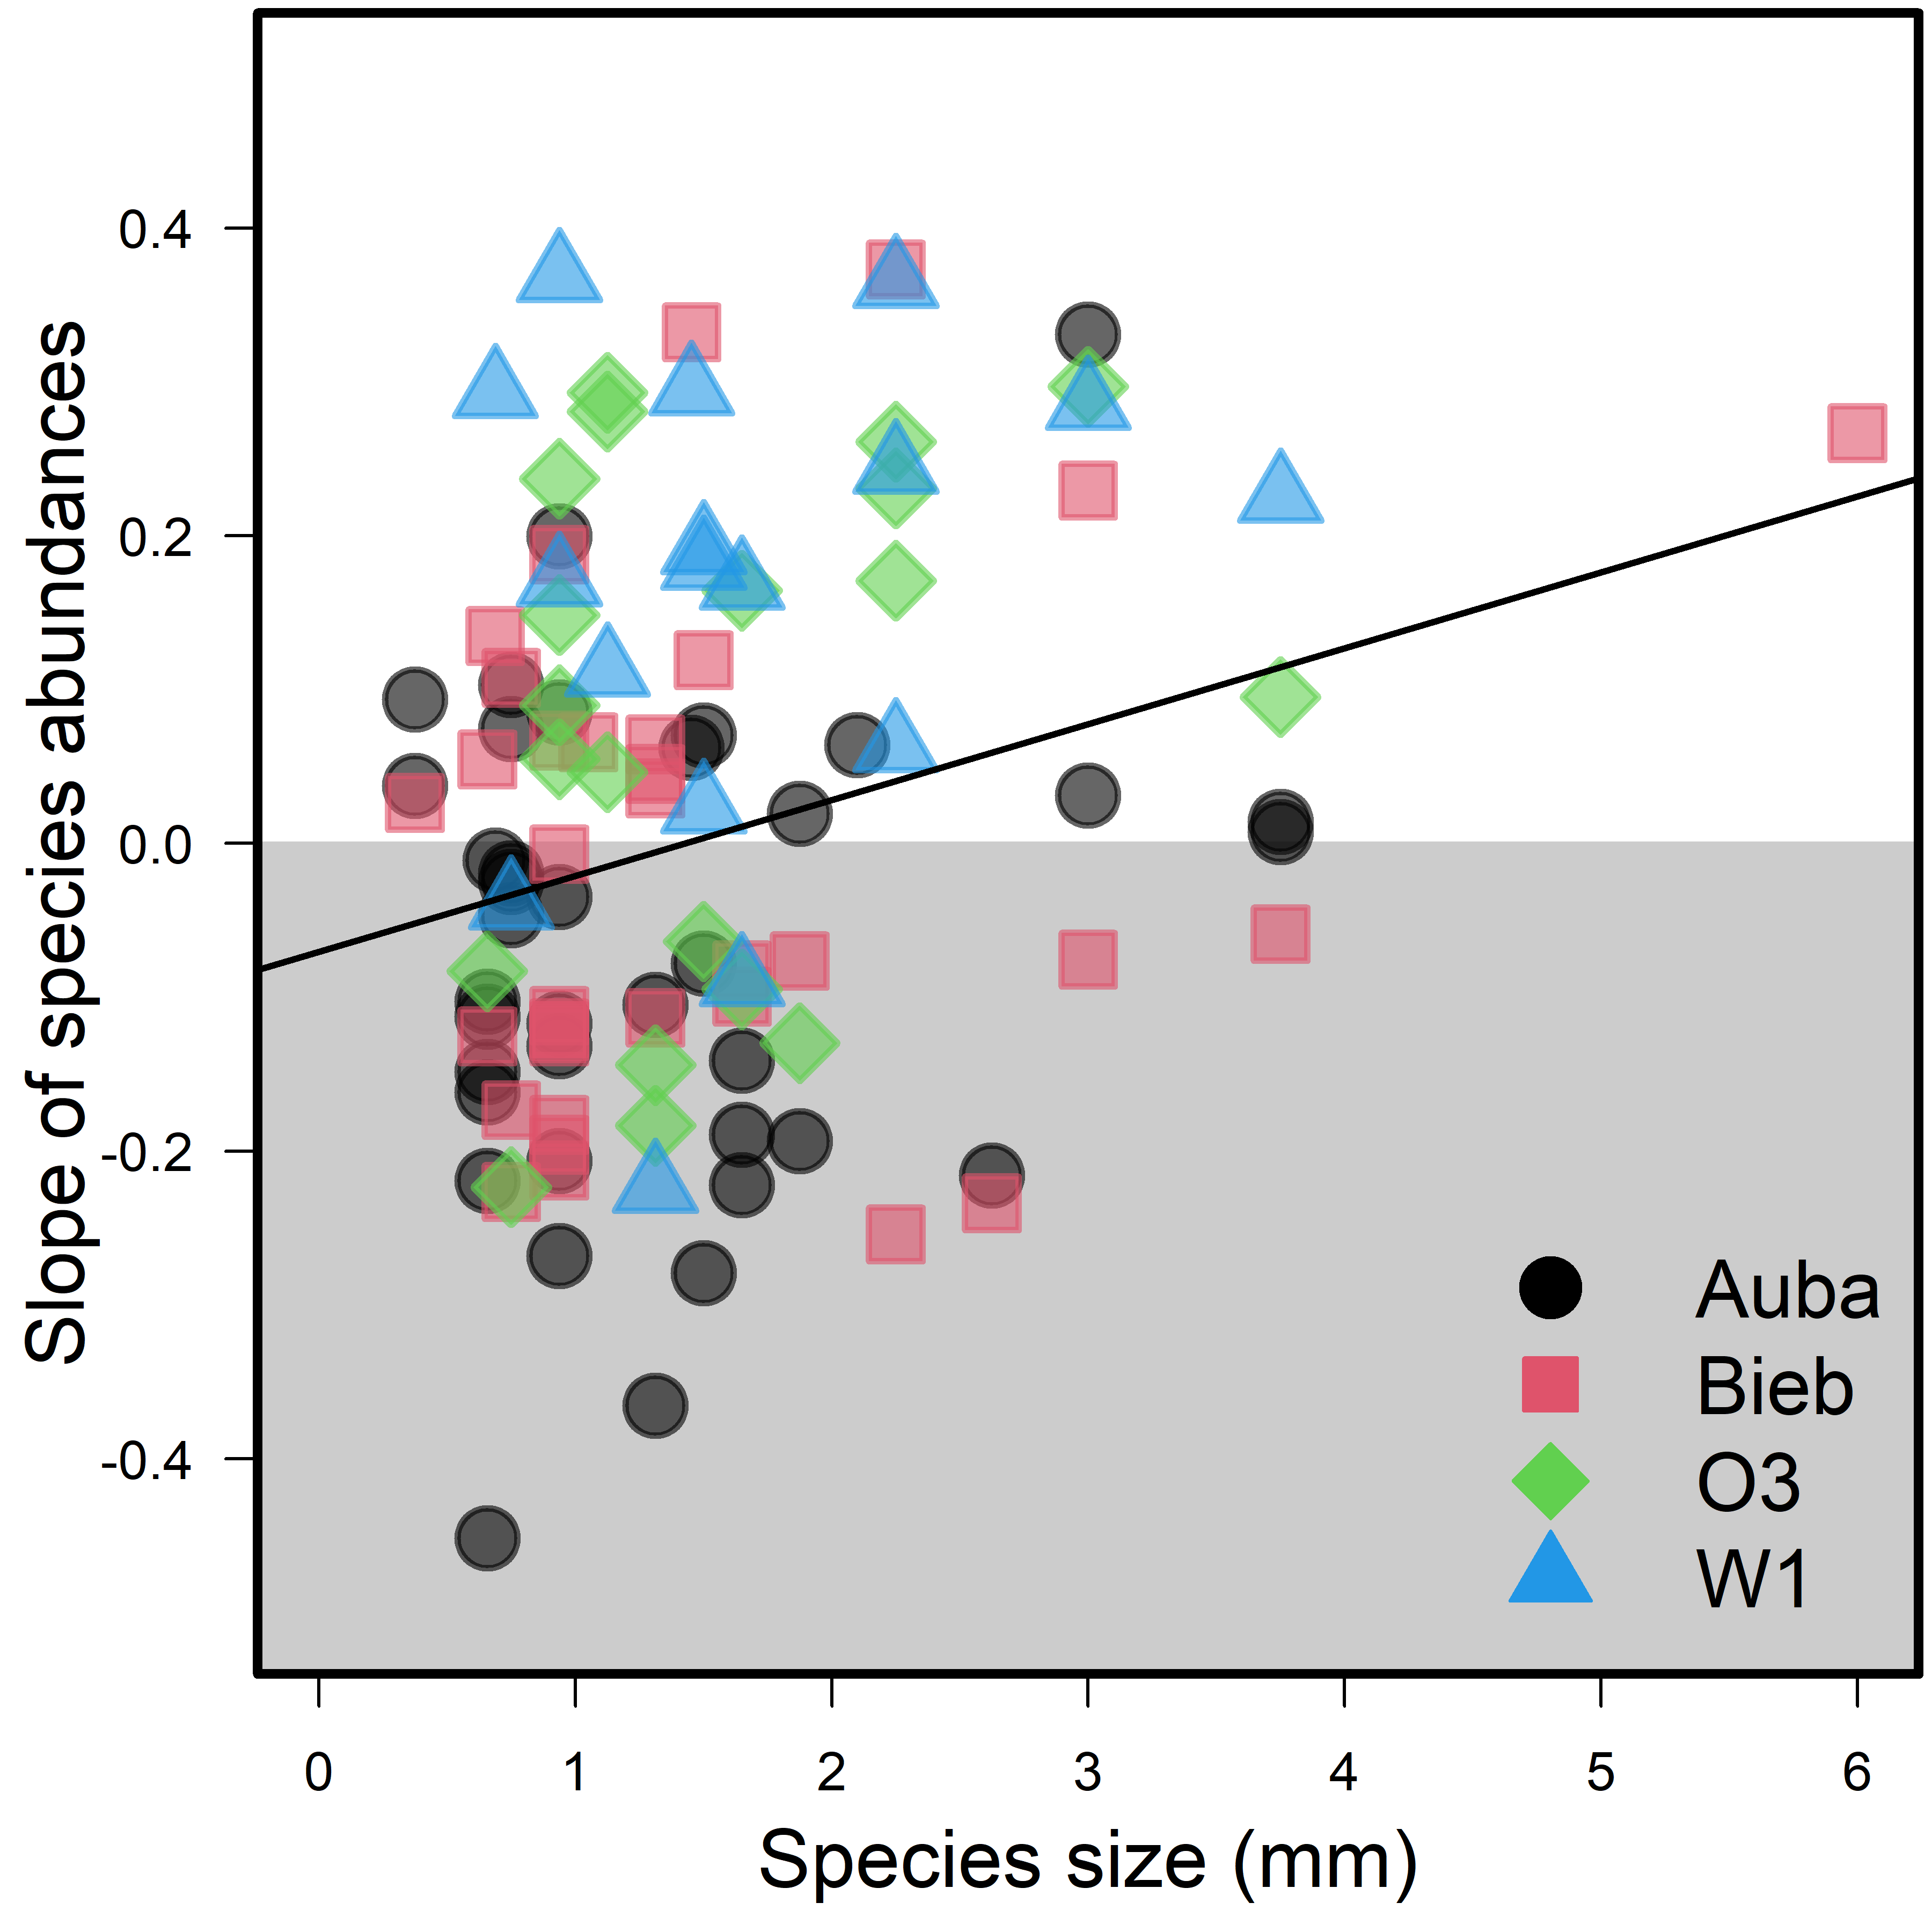 Slope of species abundances
0.4
0.2
0.0
-0.2
-0.4
Auba
Bieb
O3
W1
0 1 2 3 4 5 6
Species size (mm)